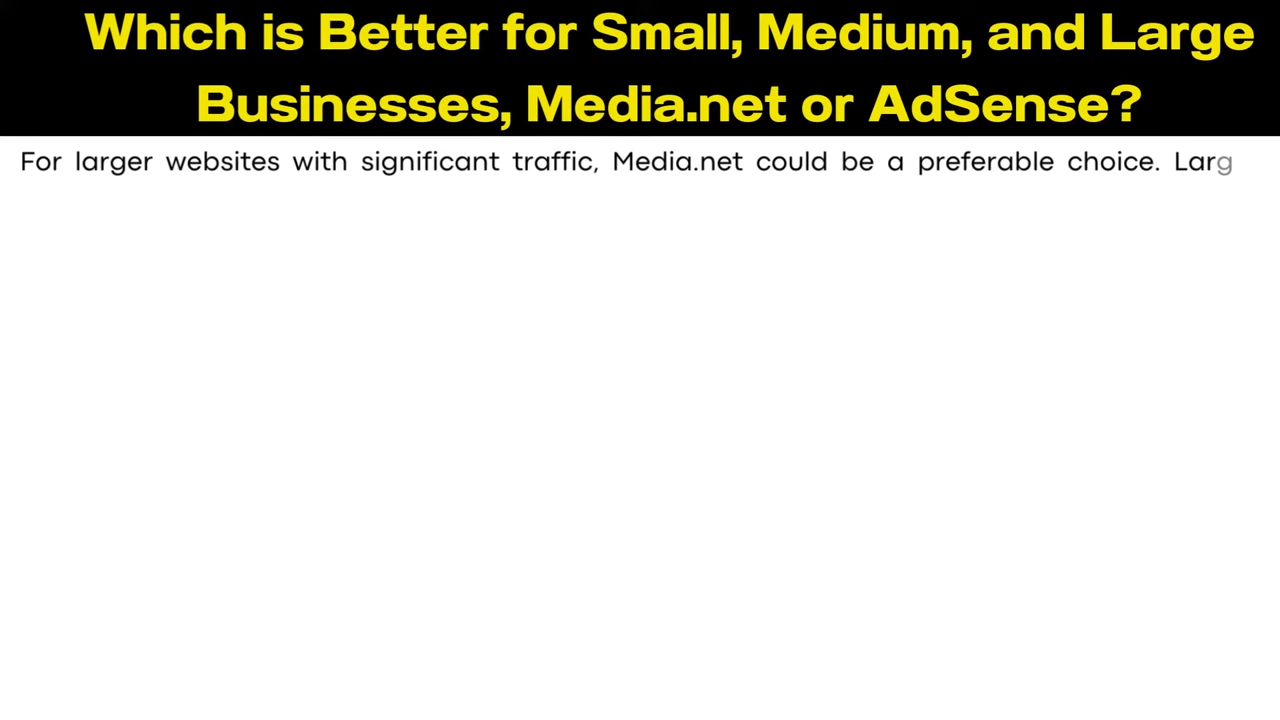 Which is Better for Small, Medium, and Large
Businesses, Media.net or AdSense?
For larger websites with significant traffic, Media.net could be a preferable choice. Larg